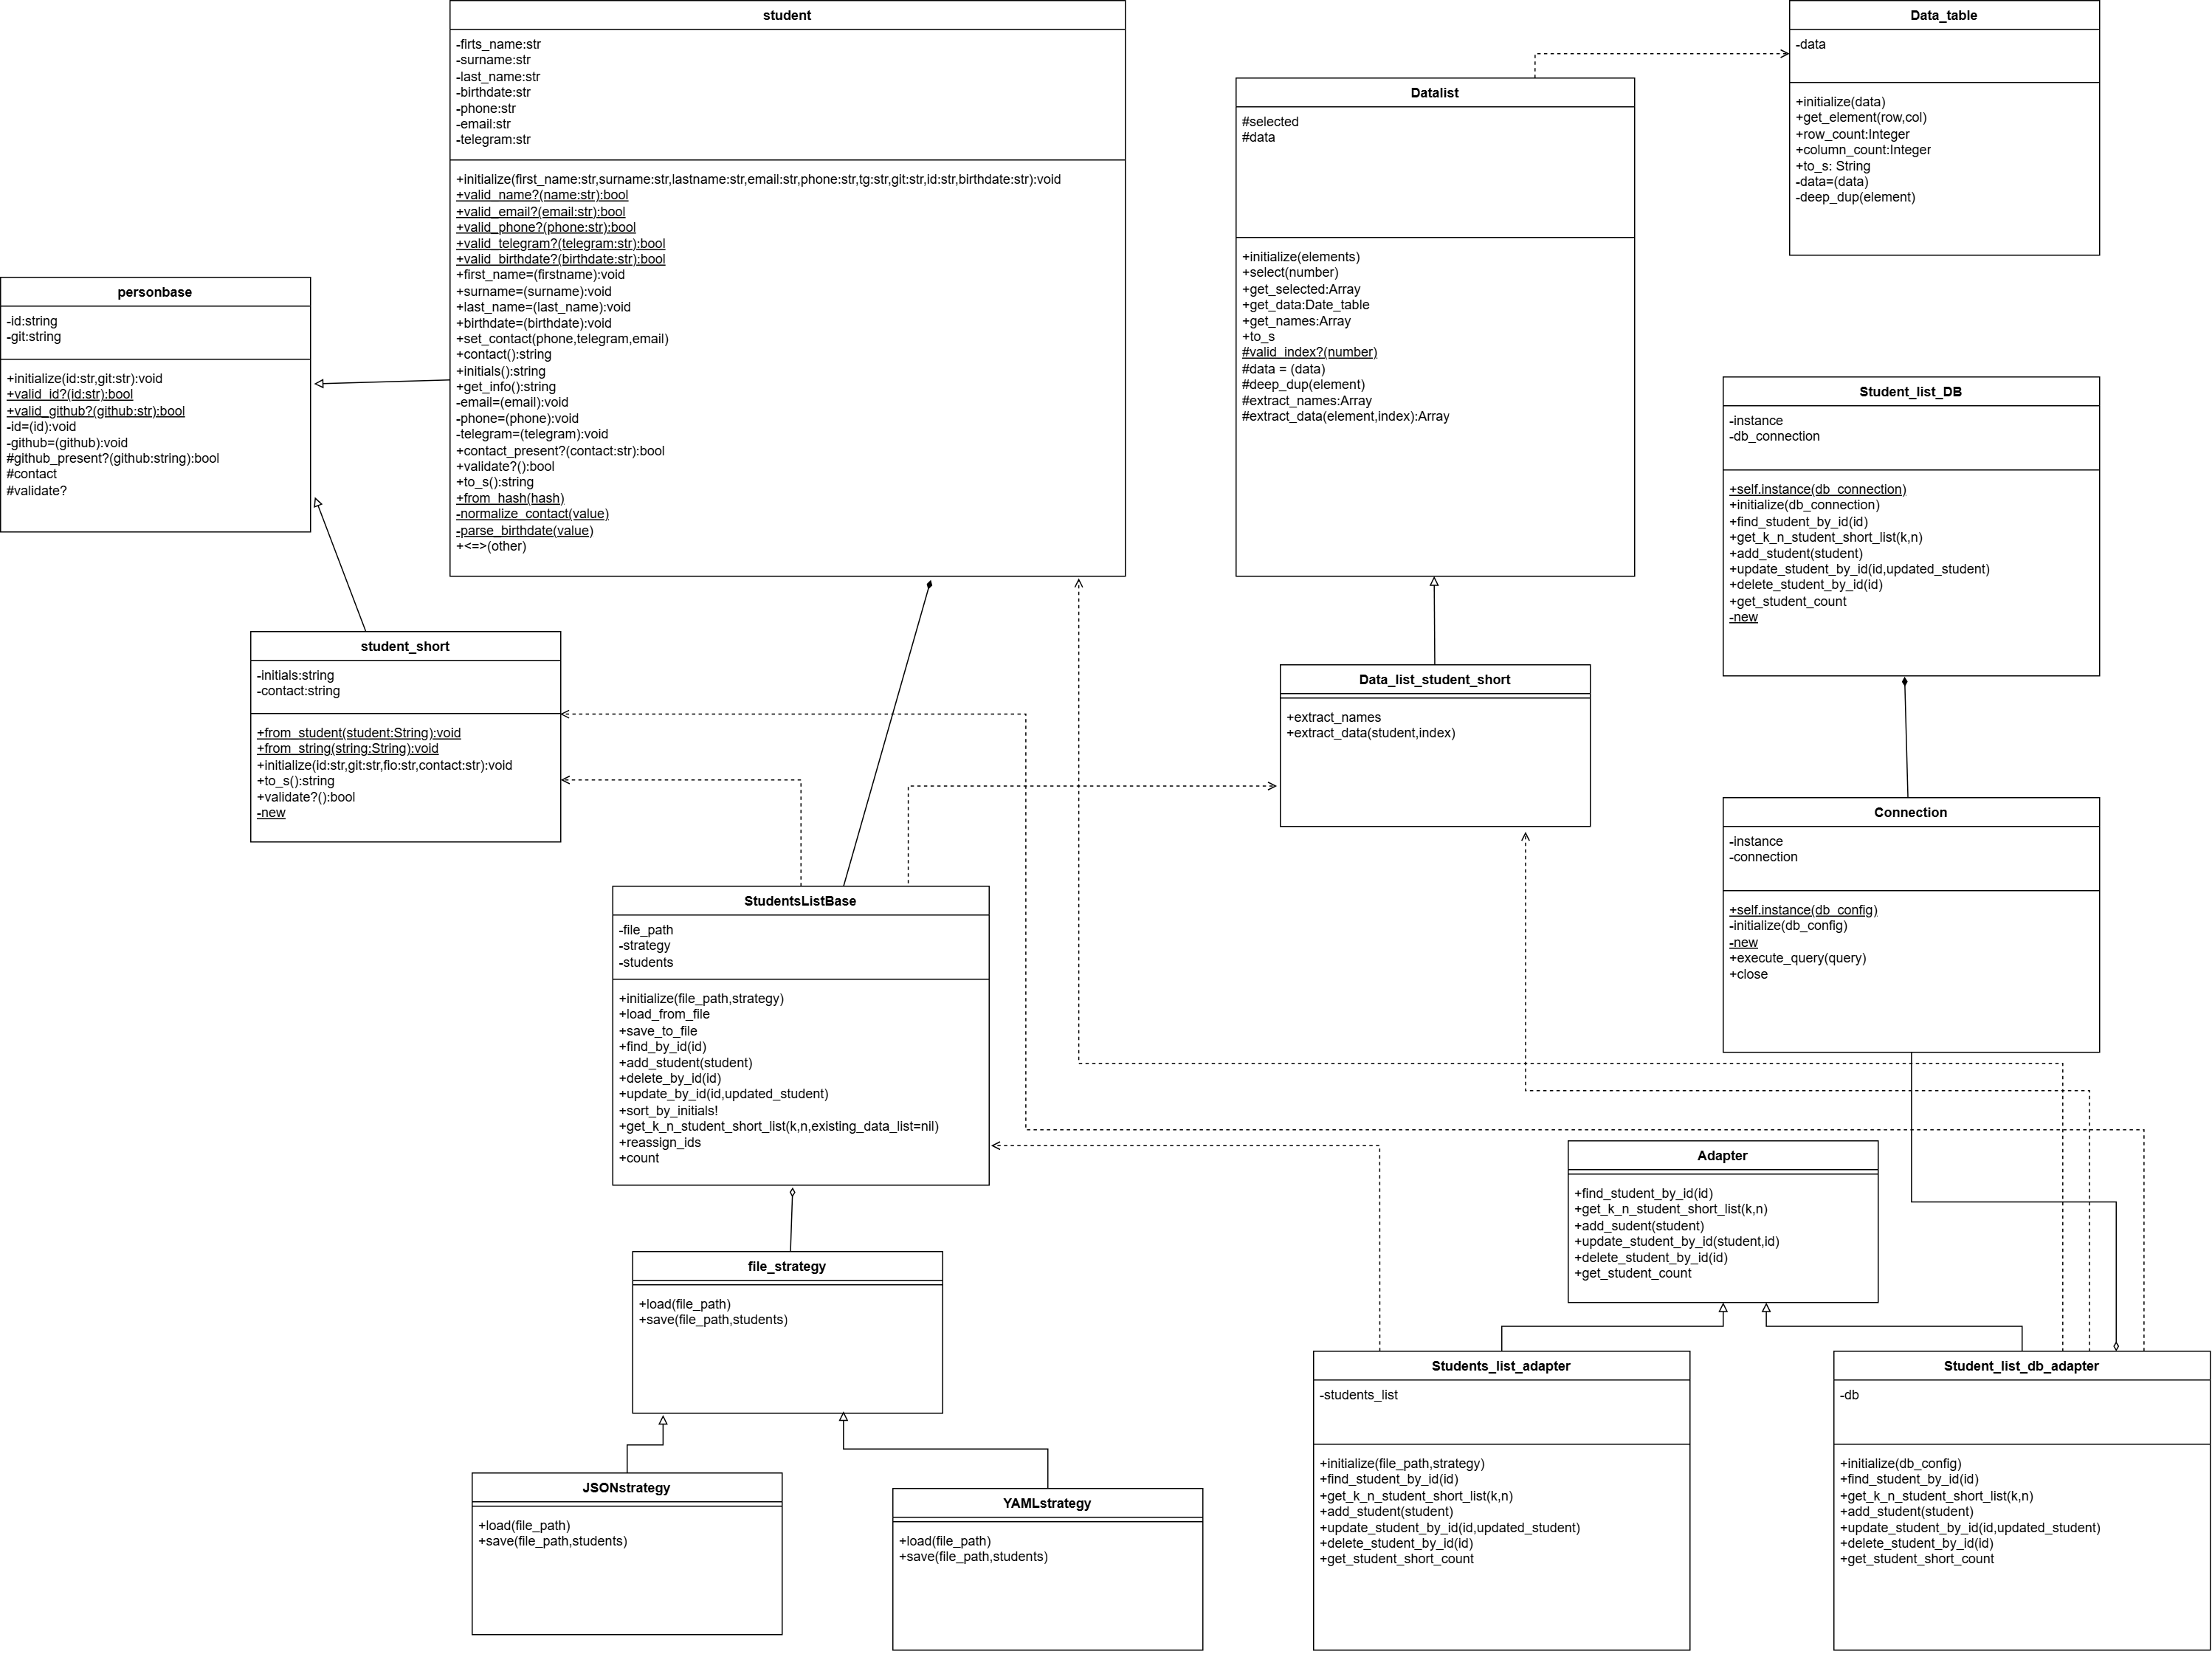 student
-firts_name:str
-surname:str
-last_name:str
-birthdate:str
-phone:str
-email:str
-telegram:str
+initialize(first_name:str,surname:str,lastname:str,email:str,phone:str,tg:str,git:str,id:str,birthdate:str):void
+valid_name?(name:str):bool
+valid_email?(email:str):bool
+valid_phone?(phone:str):bool
+valid_telegram?(telegram:str):bool
+valid_birthdate?(birthdate:str):bool
+first_name=(firstname):void
+surname=(surname):void
+last_name=(last_name):void
+birthdate=(birthdate):void
+set_contact(phone,telegram,email)
+contact():string
+initials():string
+get_info():string
-email=(email):void
-phone=(phone):void
-telegram=(telegram):void
+contact_present?(contact:str):bool
+validate?():bool
+to_s():string
+from_hash(hash)
-normalize_contact(value)
-parse_birthdate(value)
+<=>(other)
Data_table
-data
+initialize(data)
+get_element(row,col)
+row_count:Integer
+column_count:Integer
+to_s: String
-data=(data)
-deep_dup(element)
Datalist
#selected
#data
+initialize(elements)
+select(number)
+get_selected:Array
+get_data:Date_table
+get_names:Array
+to_s
#valid_index?(number)
#data = (data)
#deep_dup(element)
#extract_names:Array
#extract_data(element,index):Array
personbase
-id:string
-git:string
+initialize(id:str,git:str):void
+valid_id?(id:str):bool
+valid_github?(github:str):bool
-id=(id):void
-github=(github):void
#github_present?(github:string):bool
#contact
#validate?
Student_list_DB
-instance
-db_connection
+self.instance(db_connection)
+initialize(db_connection)
+find_student_by_id(id)
+get_k_n_student_short_list(k,n)
+add_student(student)
+update_student_by_id(id,updated_student)
+delete_student_by_id(id)
+get_student_count
-new
student_short
-initials:string
-contact:string
+from_student(student:String):void
+from_string(string:String):void
+initialize(id:str,git:str,fio:str,contact:str):void
+to_s():string
+validate?():bool
-new
Data_list_student_short
+extract_names
+extract_data(student,index)
Connection
-instance
-connection
+self.instance(db_config)
-initialize(db_config)
-new
+execute_query(query)
+close
StudentsListBase
-file_path
-strategy
-students
+initialize(file_path,strategy)
+load_from_file
+save_to_file
+find_by_id(id)
+add_student(student)
+delete_by_id(id)
+update_by_id(id,updated_student)
+sort_by_initials!
+get_k_n_student_short_list(k,n,existing_data_list=nil)
+reassign_ids
+count
Adapter
+find_student_by_id(id)
+get_k_n_student_short_list(k,n)
+add_sudent(student)
+update_student_by_id(student,id)
+delete_student_by_id(id)
+get_student_count
file_strategy
+load(file_path)
+save(file_path,students)
Students_list_adapter
-students_list
+initialize(file_path,strategy)
+find_student_by_id(id)
+get_k_n_student_short_list(k,n)
+add_student(student)
+update_student_by_id(id,updated_student)
+delete_student_by_id(id)
+get_student_short_count
Student_list_db_adapter
-db
+initialize(db_config)
+find_student_by_id(id)
+get_k_n_student_short_list(k,n)
+add_student(student)
+update_student_by_id(id,updated_student)
+delete_student_by_id(id)
+get_student_short_count
JSONstrategy
+load(file_path)
+save(file_path,students)
YAMLstrategy
+load(file_path)
+save(file_path,students)